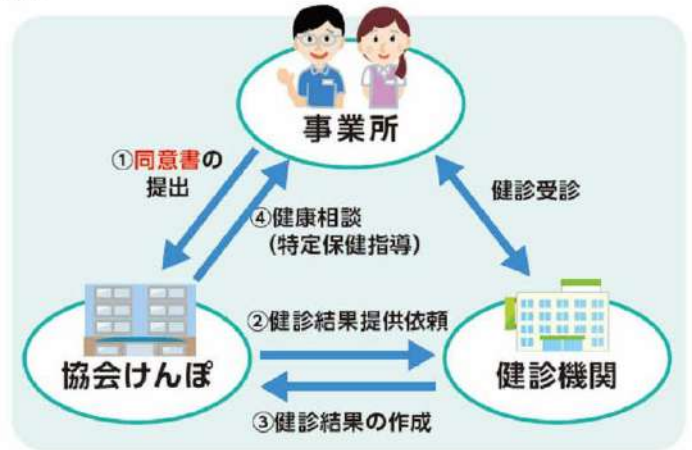 事業所
①同意書の
提出
④健康相談
(特定保健指導)
健診受診
協会けんぽ
②健診結果提供依頼
③健診結果の作成
健診機関